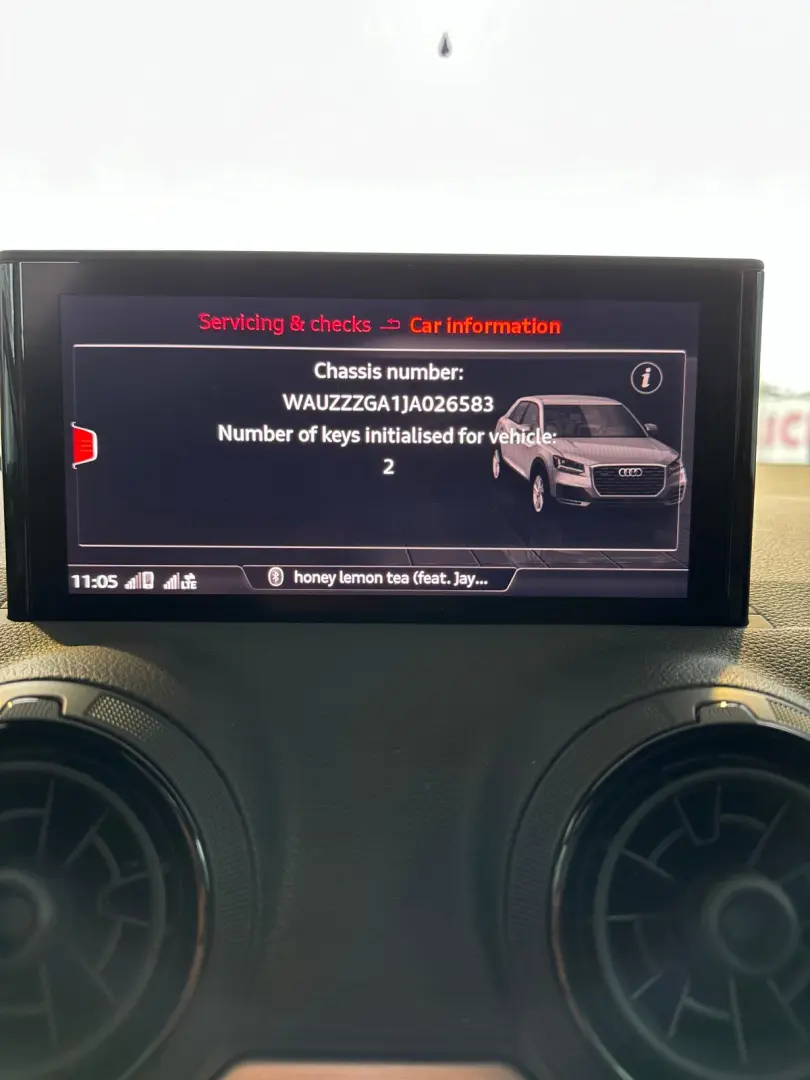 Servicing & checks Car information
Chassis number:
WAUZZZGA1JA026583
Number of keys initialised for vehicle:
2
11:05 LTE honey lemon tea (feat. Jay...